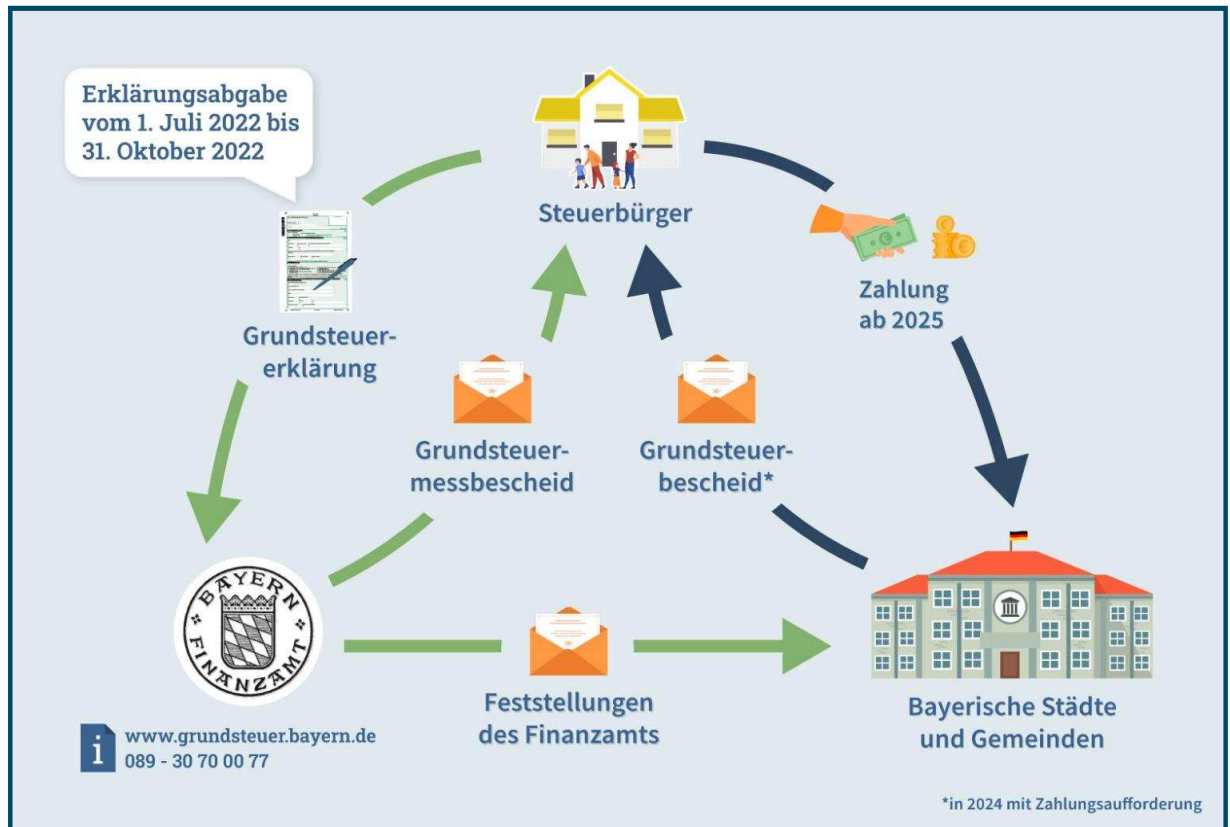 Erklärungsabgabe
vom 1. Juli 2022 bis
31. Oktober 2022
Steuerbürger
Grundsteuer-
erklärung
Zahlung
ab 2025
Grundsteuer-
messbescheid
Grundsteuer-
bescheid*
BAYERN
FINANZAMT
Feststellungen
des Finanzamts
Bayerische Städte
und Gemeinden
i
www.grundsteuer.bayern.de
089 - 30 70 00 77
*in 2024 mit Zahlungsaufforderung